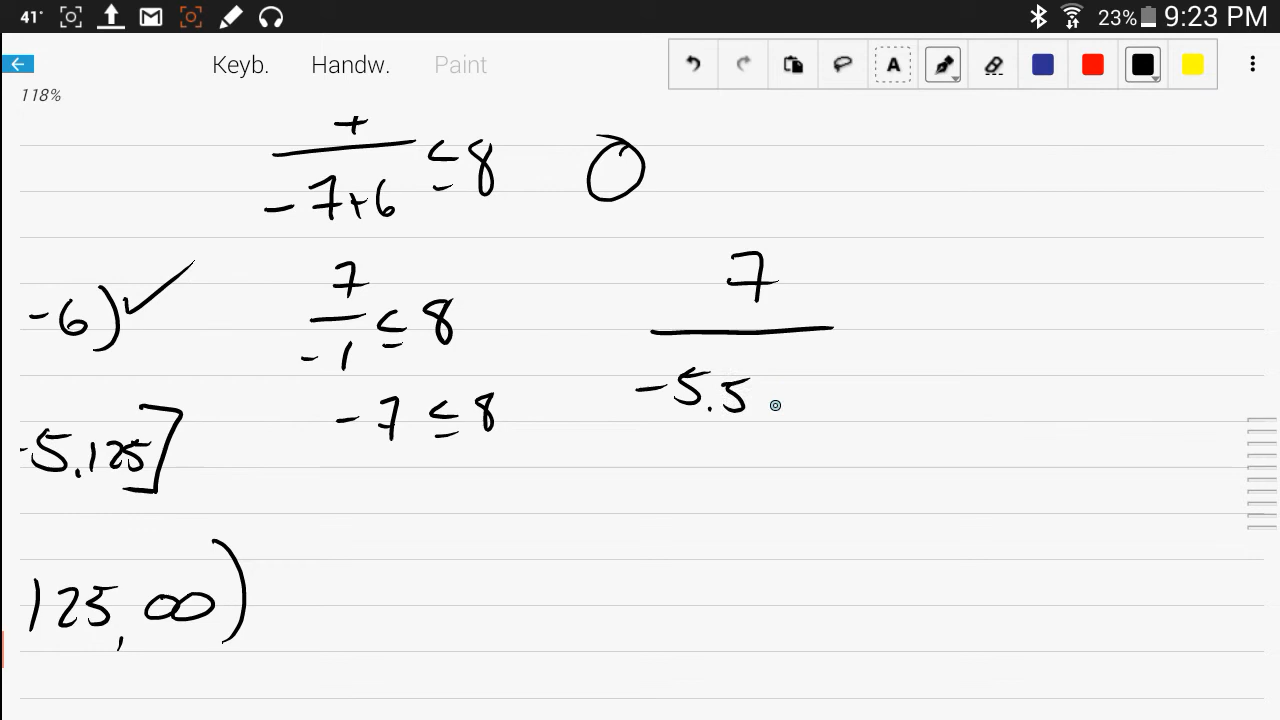 41° 23% 9:23 PM
Keyb. Handw. Paint A
118%
-7+6 ≤ 8 0
-6) ✓ 7 / -1 ≤ 8 7 / -5.5
-5.125] -7 ≤ 8
125, ∞)